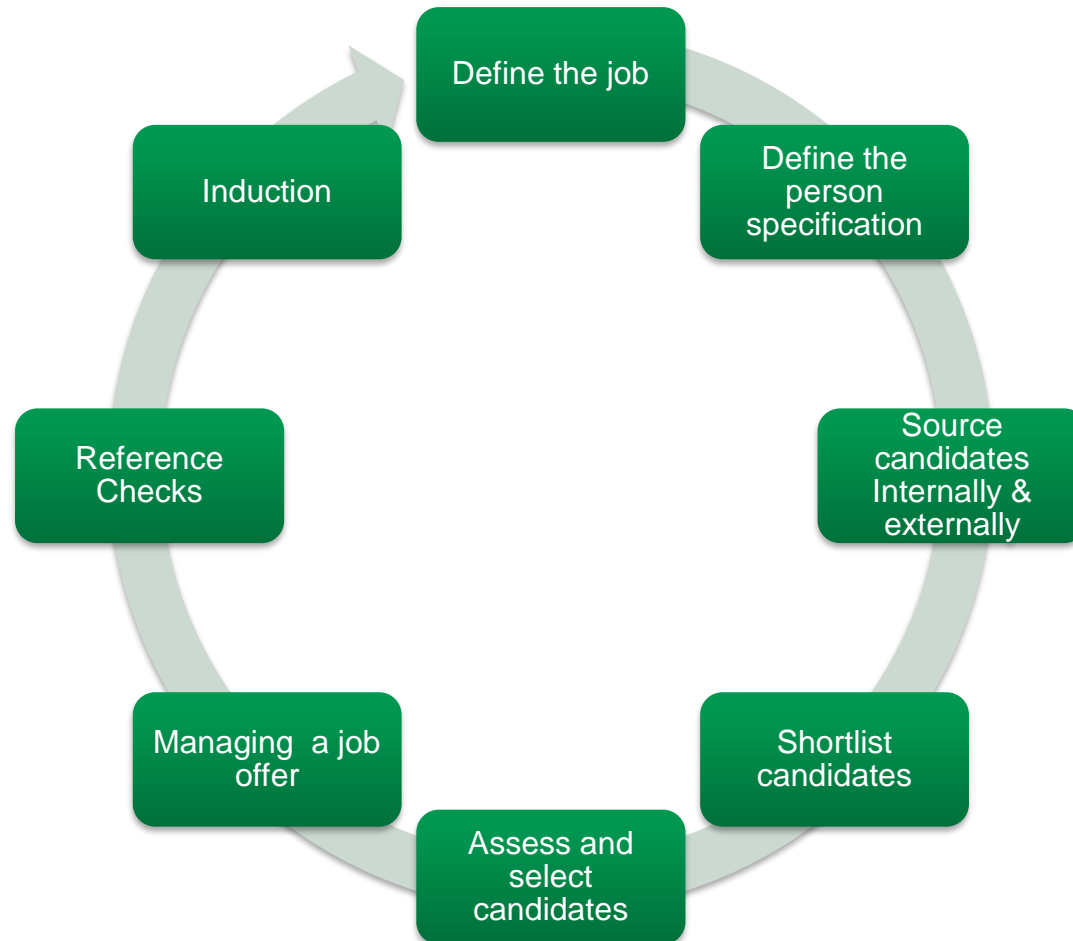 Define the job
Define the
person
specification
Source
candidates
Internally &
externally
Shortlist
candidates
Assess and
select
candidates
Managing  a job
offer
Reference
Checks
Induction